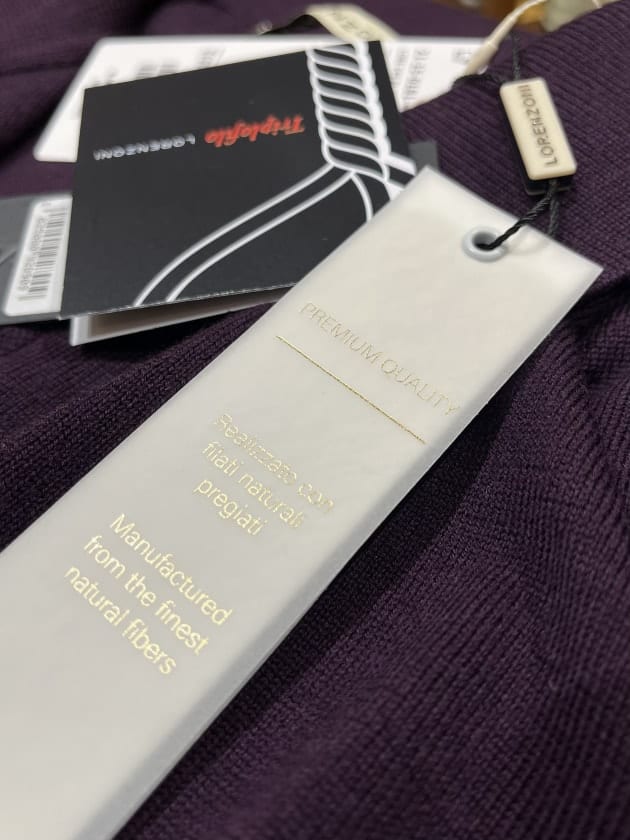 LORENZONI
Triplofilo LORENZONI
PREMIUM QUALITY
Realizzato con
filati naturali
pregiati
Manufactured
from the finest
natural fibers